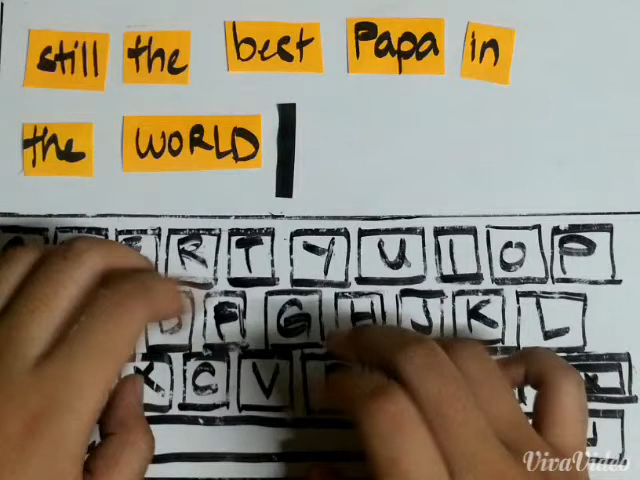 still the best Papa in
the WORLD
R T Y U I O P
F G H J K L
X C V
VivaVideo